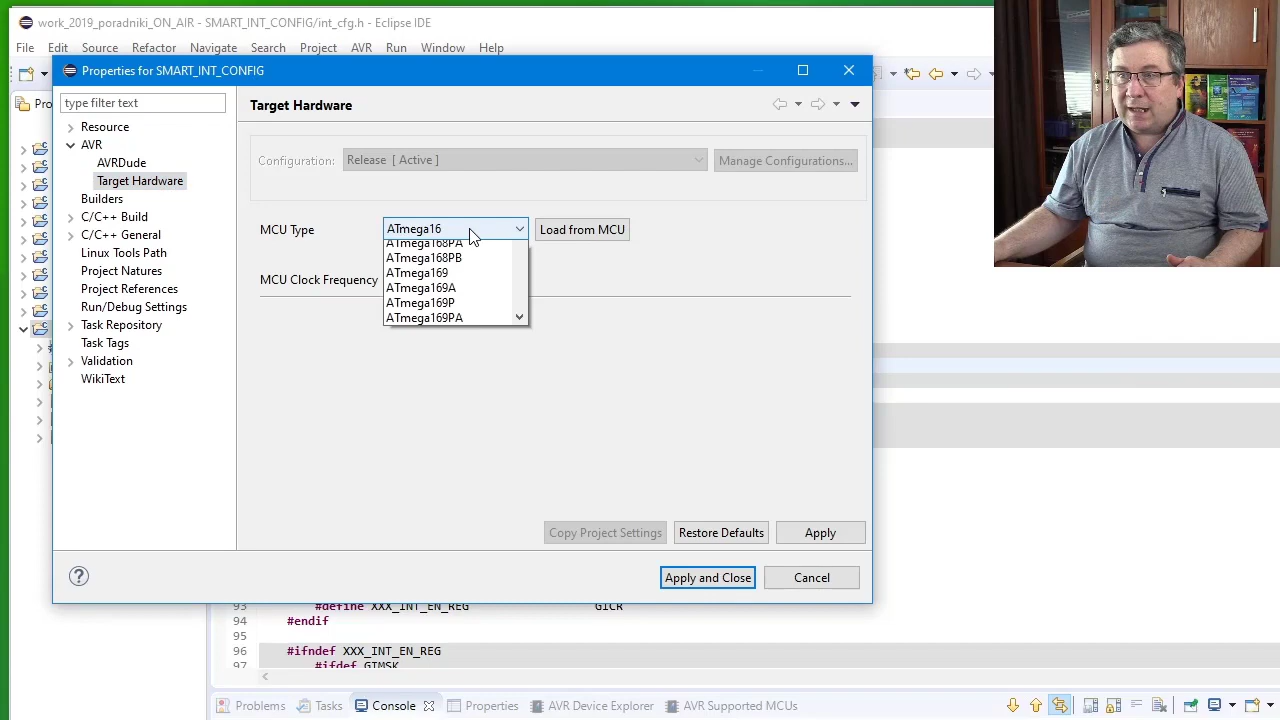 work_2019_poradniki_ON_AIR - SMART_INT_CONFIG/int_cfg.h - Eclipse IDE
File Edit Source Refactor Navigate Search Project AVR Run Window Help
Properties for SMART_INT_CONFIG
type filter text
Resource
AVR
AVRDude
Target Hardware
Builders
C/C++ Build
C/C++ General
Linux Tools Path
Project Natures
Project References
Run/Debug Settings
Task Repository
Task Tags
Validation
WikiText
Target Hardware
Configuration: Release [ Active ] Manage Configurations...
MCU Type ATmega16 Load from MCU
ATmega168PA
ATmega168PB
ATmega169
ATmega169A
ATmega169P
ATmega169PA
MCU Clock Frequency
Copy Project Settings Restore Defaults Apply
Apply and Close Cancel
93 #define XXX_INT_EN_REG GICR
94 #endif
95
96 #ifndef XXX_INT_EN_REG
97 #ifdef GIMSK
Problems Tasks Console Properties AVR Device Explorer AVR Supported MCUs